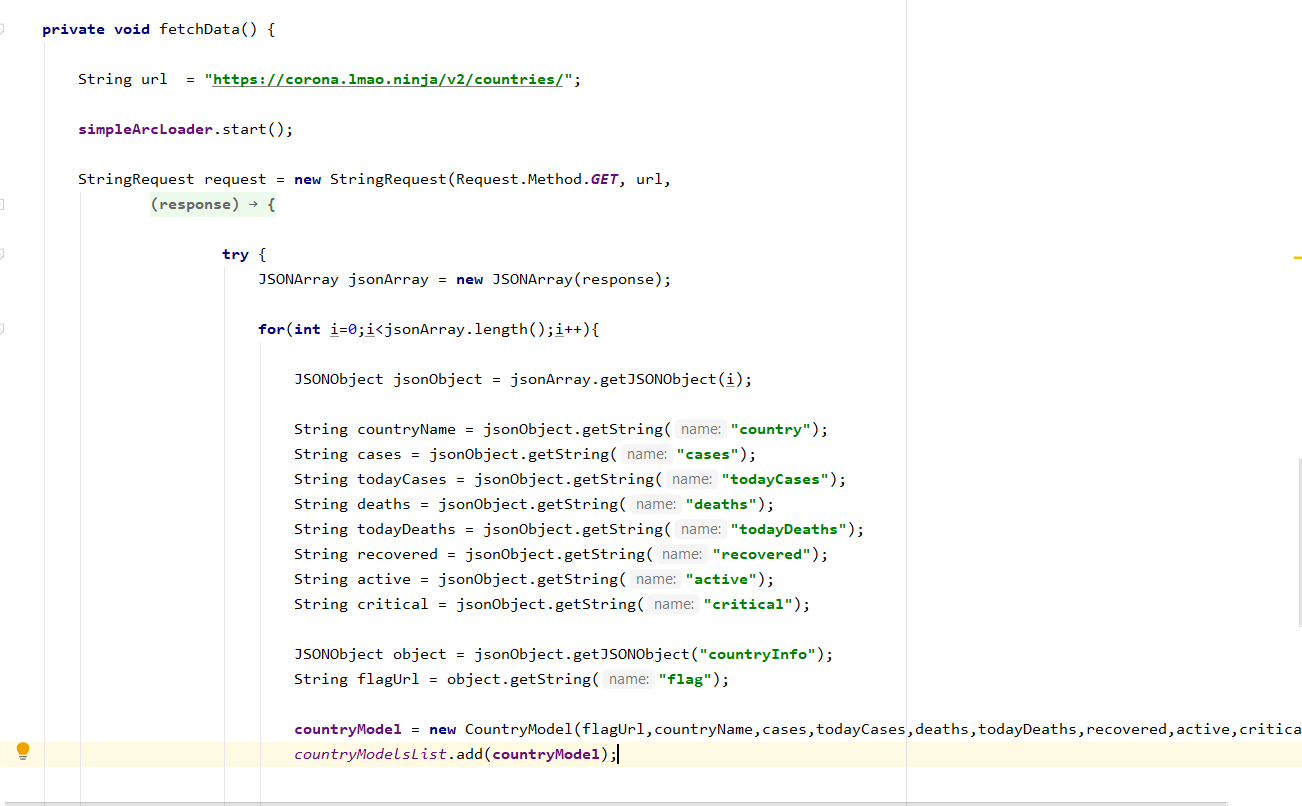 private void fetchData() {
String url  = "https://corona.lmao.ninja/v2/countries/";
simpleArcLoader.start();
StringRequest request = new StringRequest(Request.Method.GET, url,
(response) → {
try {
JSONArray jsonArray = new JSONArray(response);
for(int i=0;i<jsonArray.length();i++){
JSONObject jsonObject = jsonArray.getJSONObject(i);
String countryName = jsonObject.getString( name: "country");
String cases = jsonObject.getString( name: "cases");
String todayCases = jsonObject.getString( name: "todayCases");
String deaths = jsonObject.getString( name: "deaths");
String todayDeaths = jsonObject.getString( name: "todayDeaths");
String recovered = jsonObject.getString( name: "recovered");
String active = jsonObject.getString( name: "active");
String critical = jsonObject.getString( name: "critical");
JSONObject object = jsonObject.getJSONObject("countryInfo");
String flagUrl = object.getString( name: "flag");
countryModel = new CountryModel(flagUrl,countryName,cases,todayCases,deaths,todayDeaths,recovered,active,critica
countryModelsList.add(countryModel);